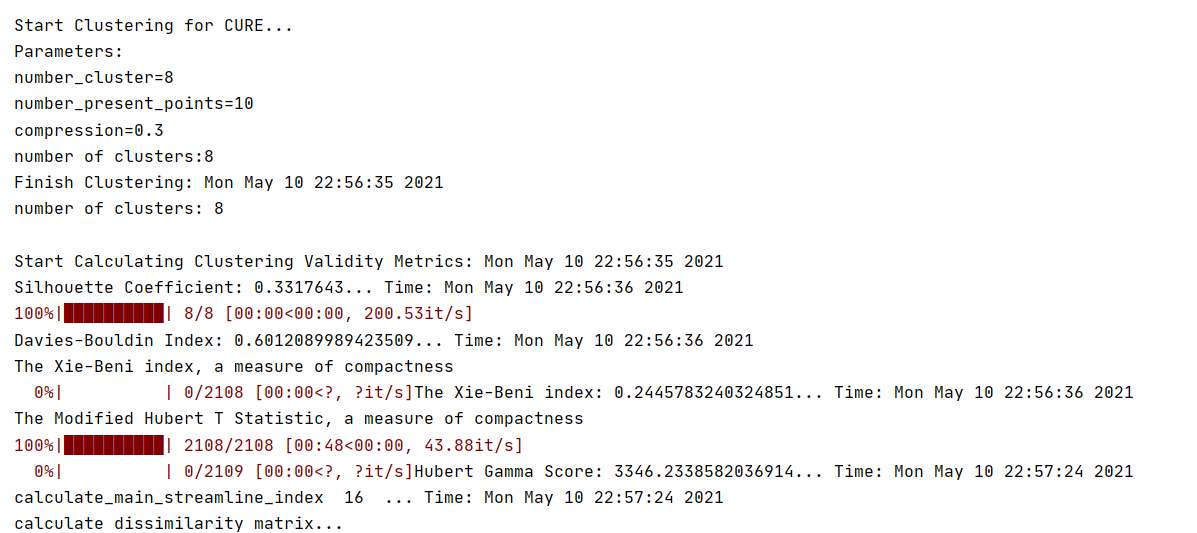 Start Clustering for CURE...
Parameters:
number_cluster=8
number_present_points=10
compression=0.3
number of clusters:8
Finish Clustering: Mon May 10 22:56:35 2021
number of clusters: 8

Start Calculating Clustering Validity Metrics: Mon May 10 22:56:35 2021
Silhouette Coefficient: 0.3317643... Time: Mon May 10 22:56:36 2021
100%|██████████| 8/8 [00:00<00:00, 200.53it/s]
Davies-Bouldin Index: 0.6012089989423509... Time: Mon May 10 22:56:36 2021
The Xie-Beni index, a measure of compactness
  0%|          | 0/2108 [00:00<?, ?it/s]The Xie-Beni index: 0.2445783240324851... Time: Mon May 10 22:56:36 2021
The Modified Hubert T Statistic, a measure of compactness
100%|██████████| 2108/2108 [00:48<00:00, 43.88it/s]
  0%|          | 0/2109 [00:00<?, ?it/s]Hubert Gamma Score: 3346.2338582036914... Time: Mon May 10 22:57:24 2021
calculate_main_streamline_index  16  ... Time: Mon May 10 22:57:24 2021
calculate dissimilarity matrix...